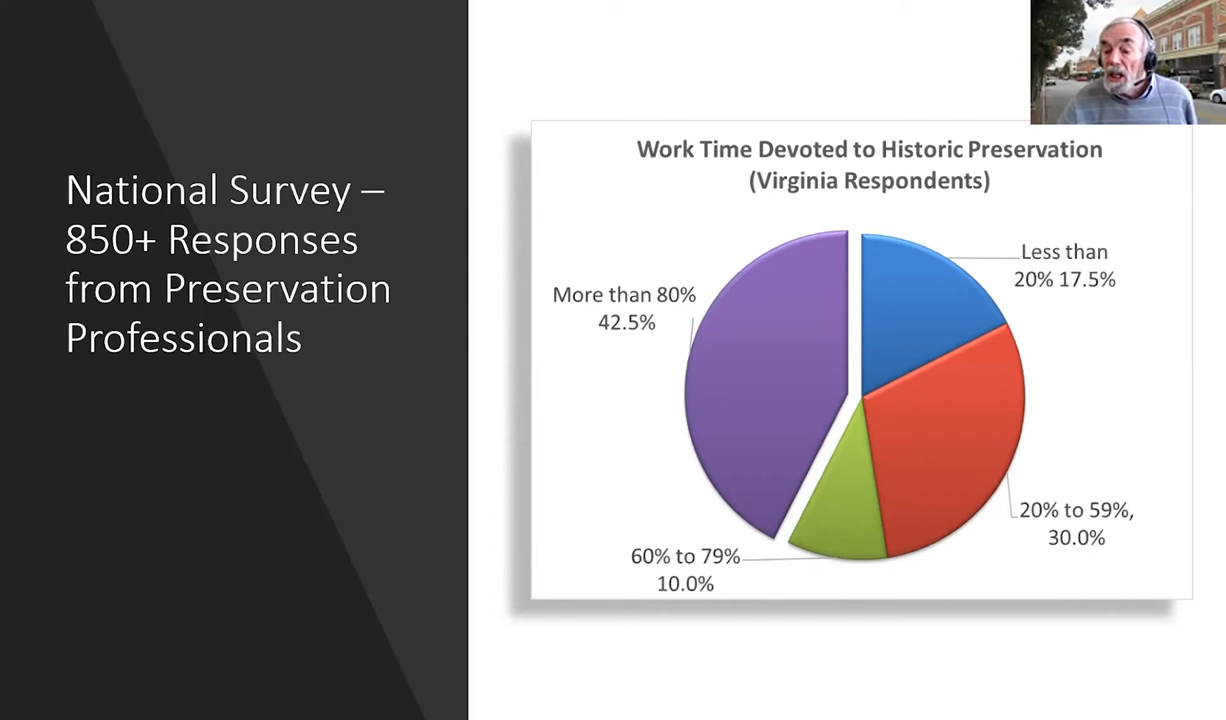 National Survey –
850+ Responses
from Preservation
Professionals
Work Time Devoted to Historic Preservation
(Virginia Respondents)
Less than
20% 17.5%
More than 80%
42.5%
20% to 59%,
30.0%
60% to 79%
10.0%